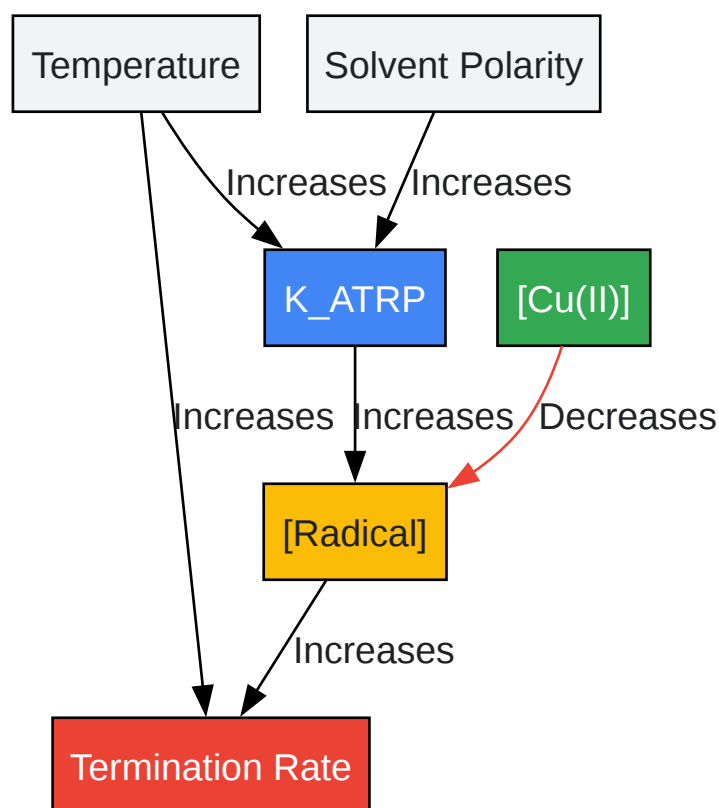 Temperature
Solvent Polarity
Increases
Increases
K_ATRP
[Cu(II)]
Increases
Increases
Decreases
[Radical]
Increases
Termination Rate